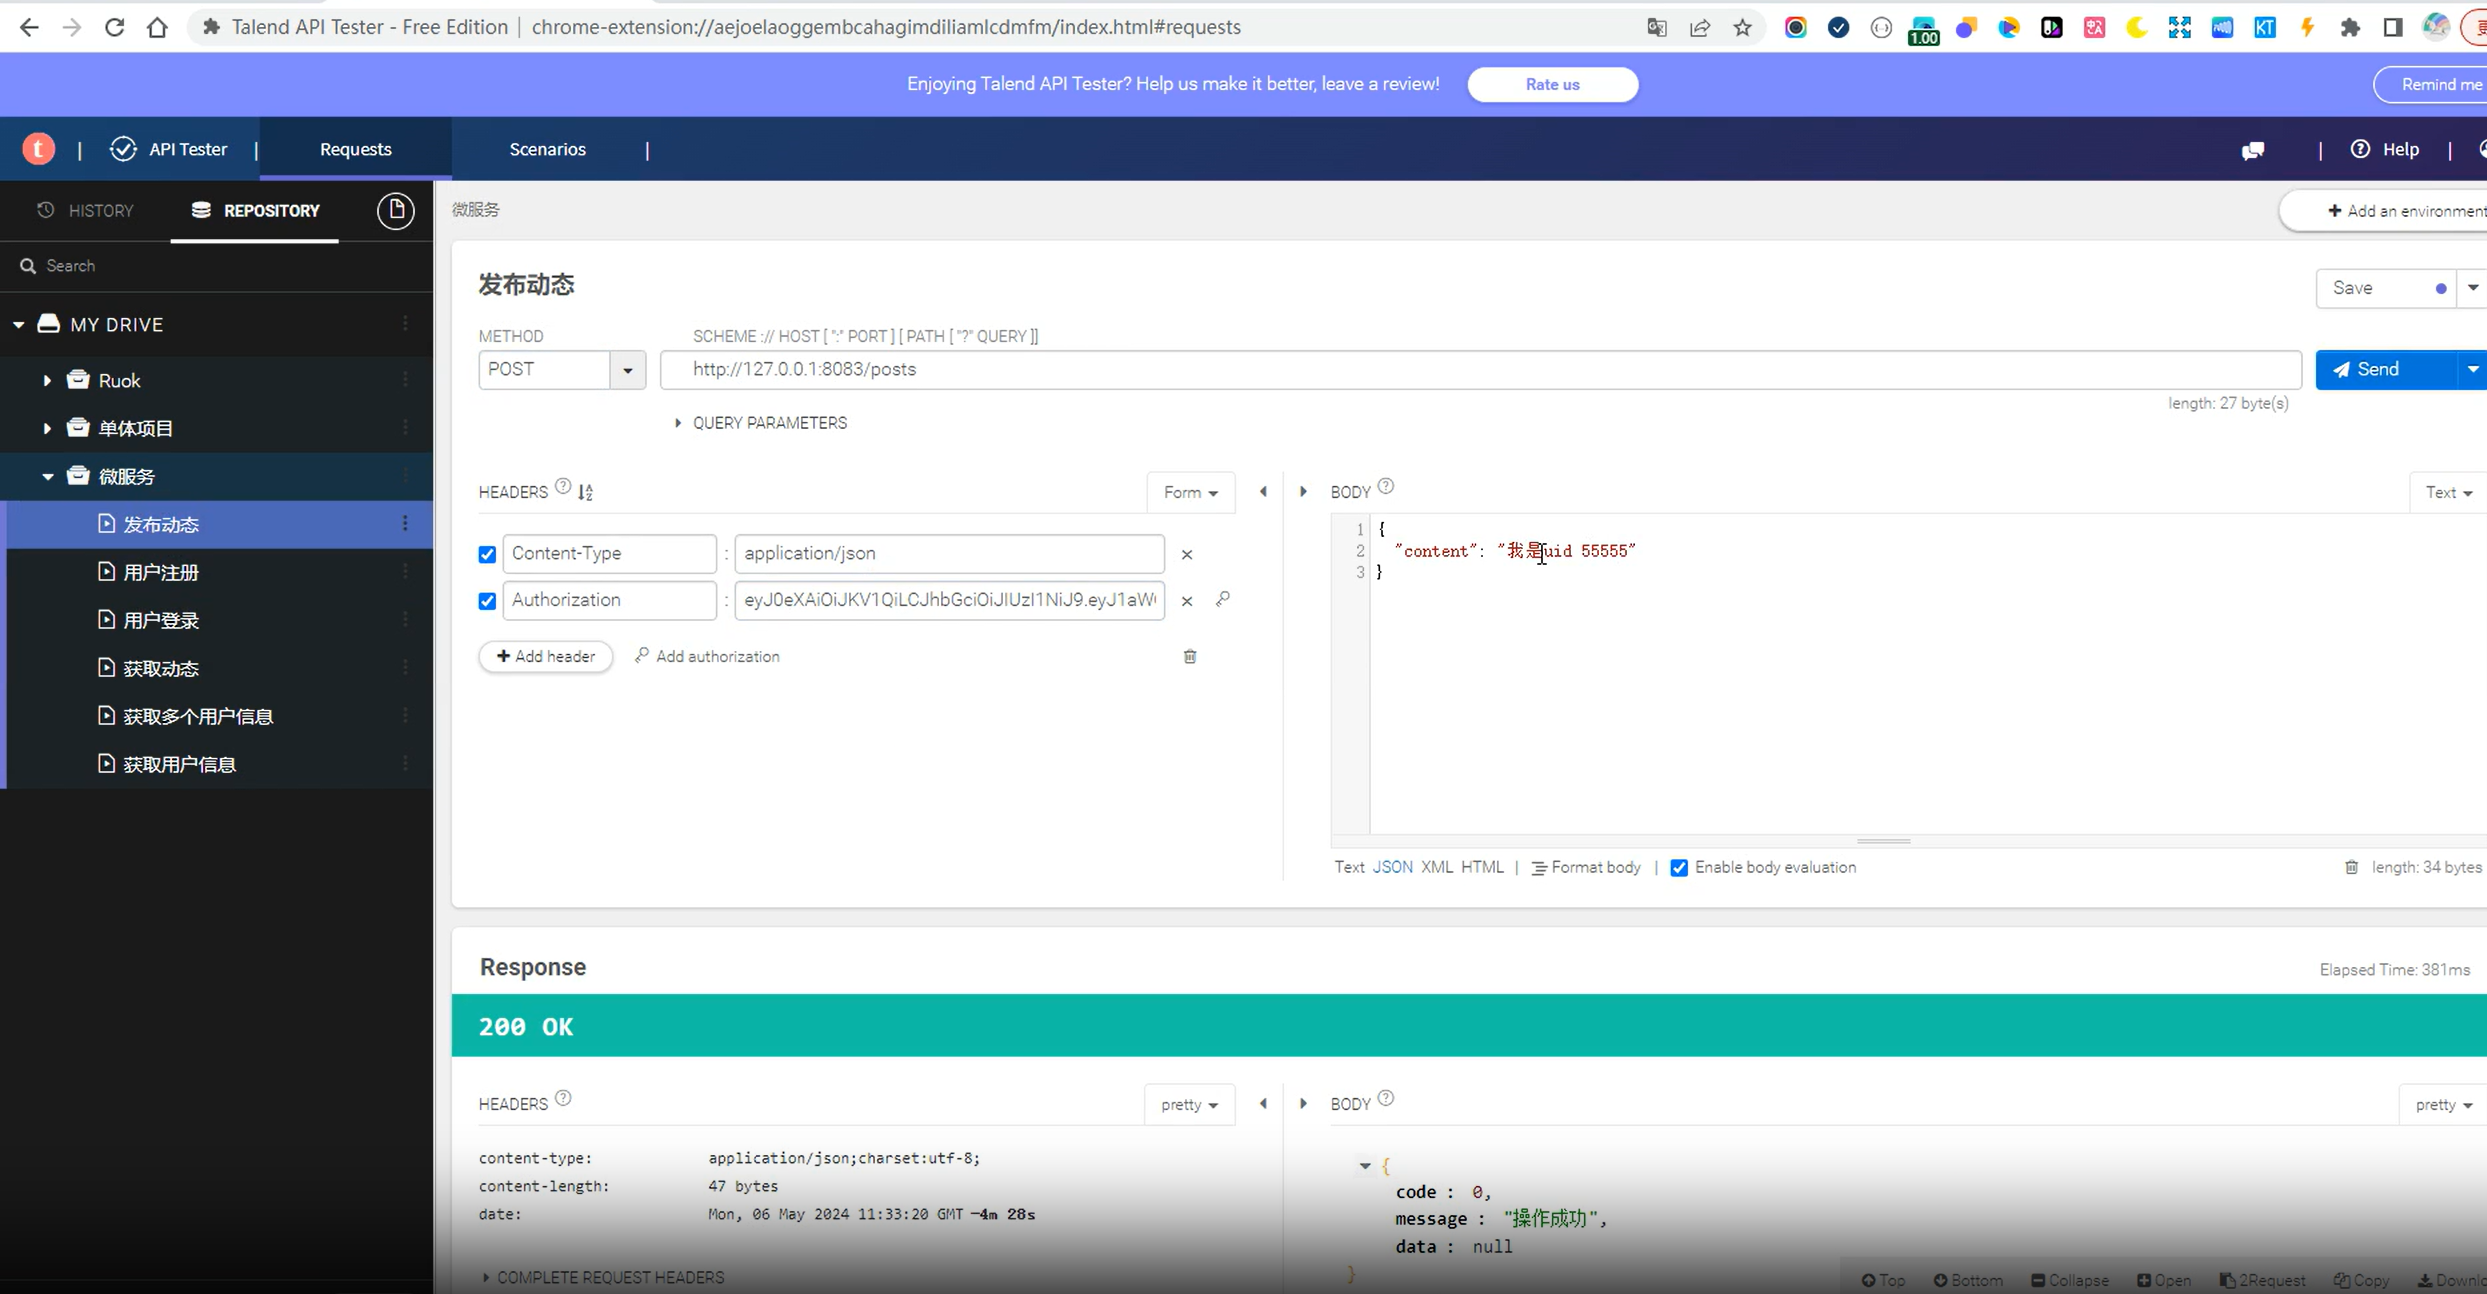 Talend API Tester - Free Edition | chrome-extension://aejoelaoggembcahagimdiliamlcdmfm/index.html#requests
1.00
KT
Enjoying Talend API Tester? Help us make it better, leave a review!
Rate us
Remind me
t | API Tester | Requests
Scenarios |
| Help |
HISTORY
REPOSITORY
微服务
+ Add an environment
Search
MY DRIVE
Ruok
单体项目
微服务
发布动态
用户注册
用户登录
获取动态
获取多个用户信息
获取用户信息
发布动态
Save
METHOD
SCHEME :// HOST [ ":" PORT ] [ PATH [ "?" QUERY ]]
POST
http://127.0.0.1:8083/posts
Send
length: 27 byte(s)
QUERY PARAMETERS
HEADERS
Form
BODY
Text
Content-Type : application/json
Authorization :
+ Add header
Add authorization
1 {
2 "content": "我是uid 55555"
3 }
Text JSON XML HTML | Format body | Enable body evaluation
length: 34 bytes
Response
Elapsed Time: 381ms
200 OK
HEADERS
pretty
BODY
pretty
content-type: application/json;charset:utf-8;
content-length: 47 bytes
date: Mon, 06 May 2024 11:33:20 GMT -4m 28s
COMPLETE REQUEST HEADERS
{
code : 0,
message : "操作成功",
data : null
}
Top
Bottom
Collapse
Open
2Request
Copy